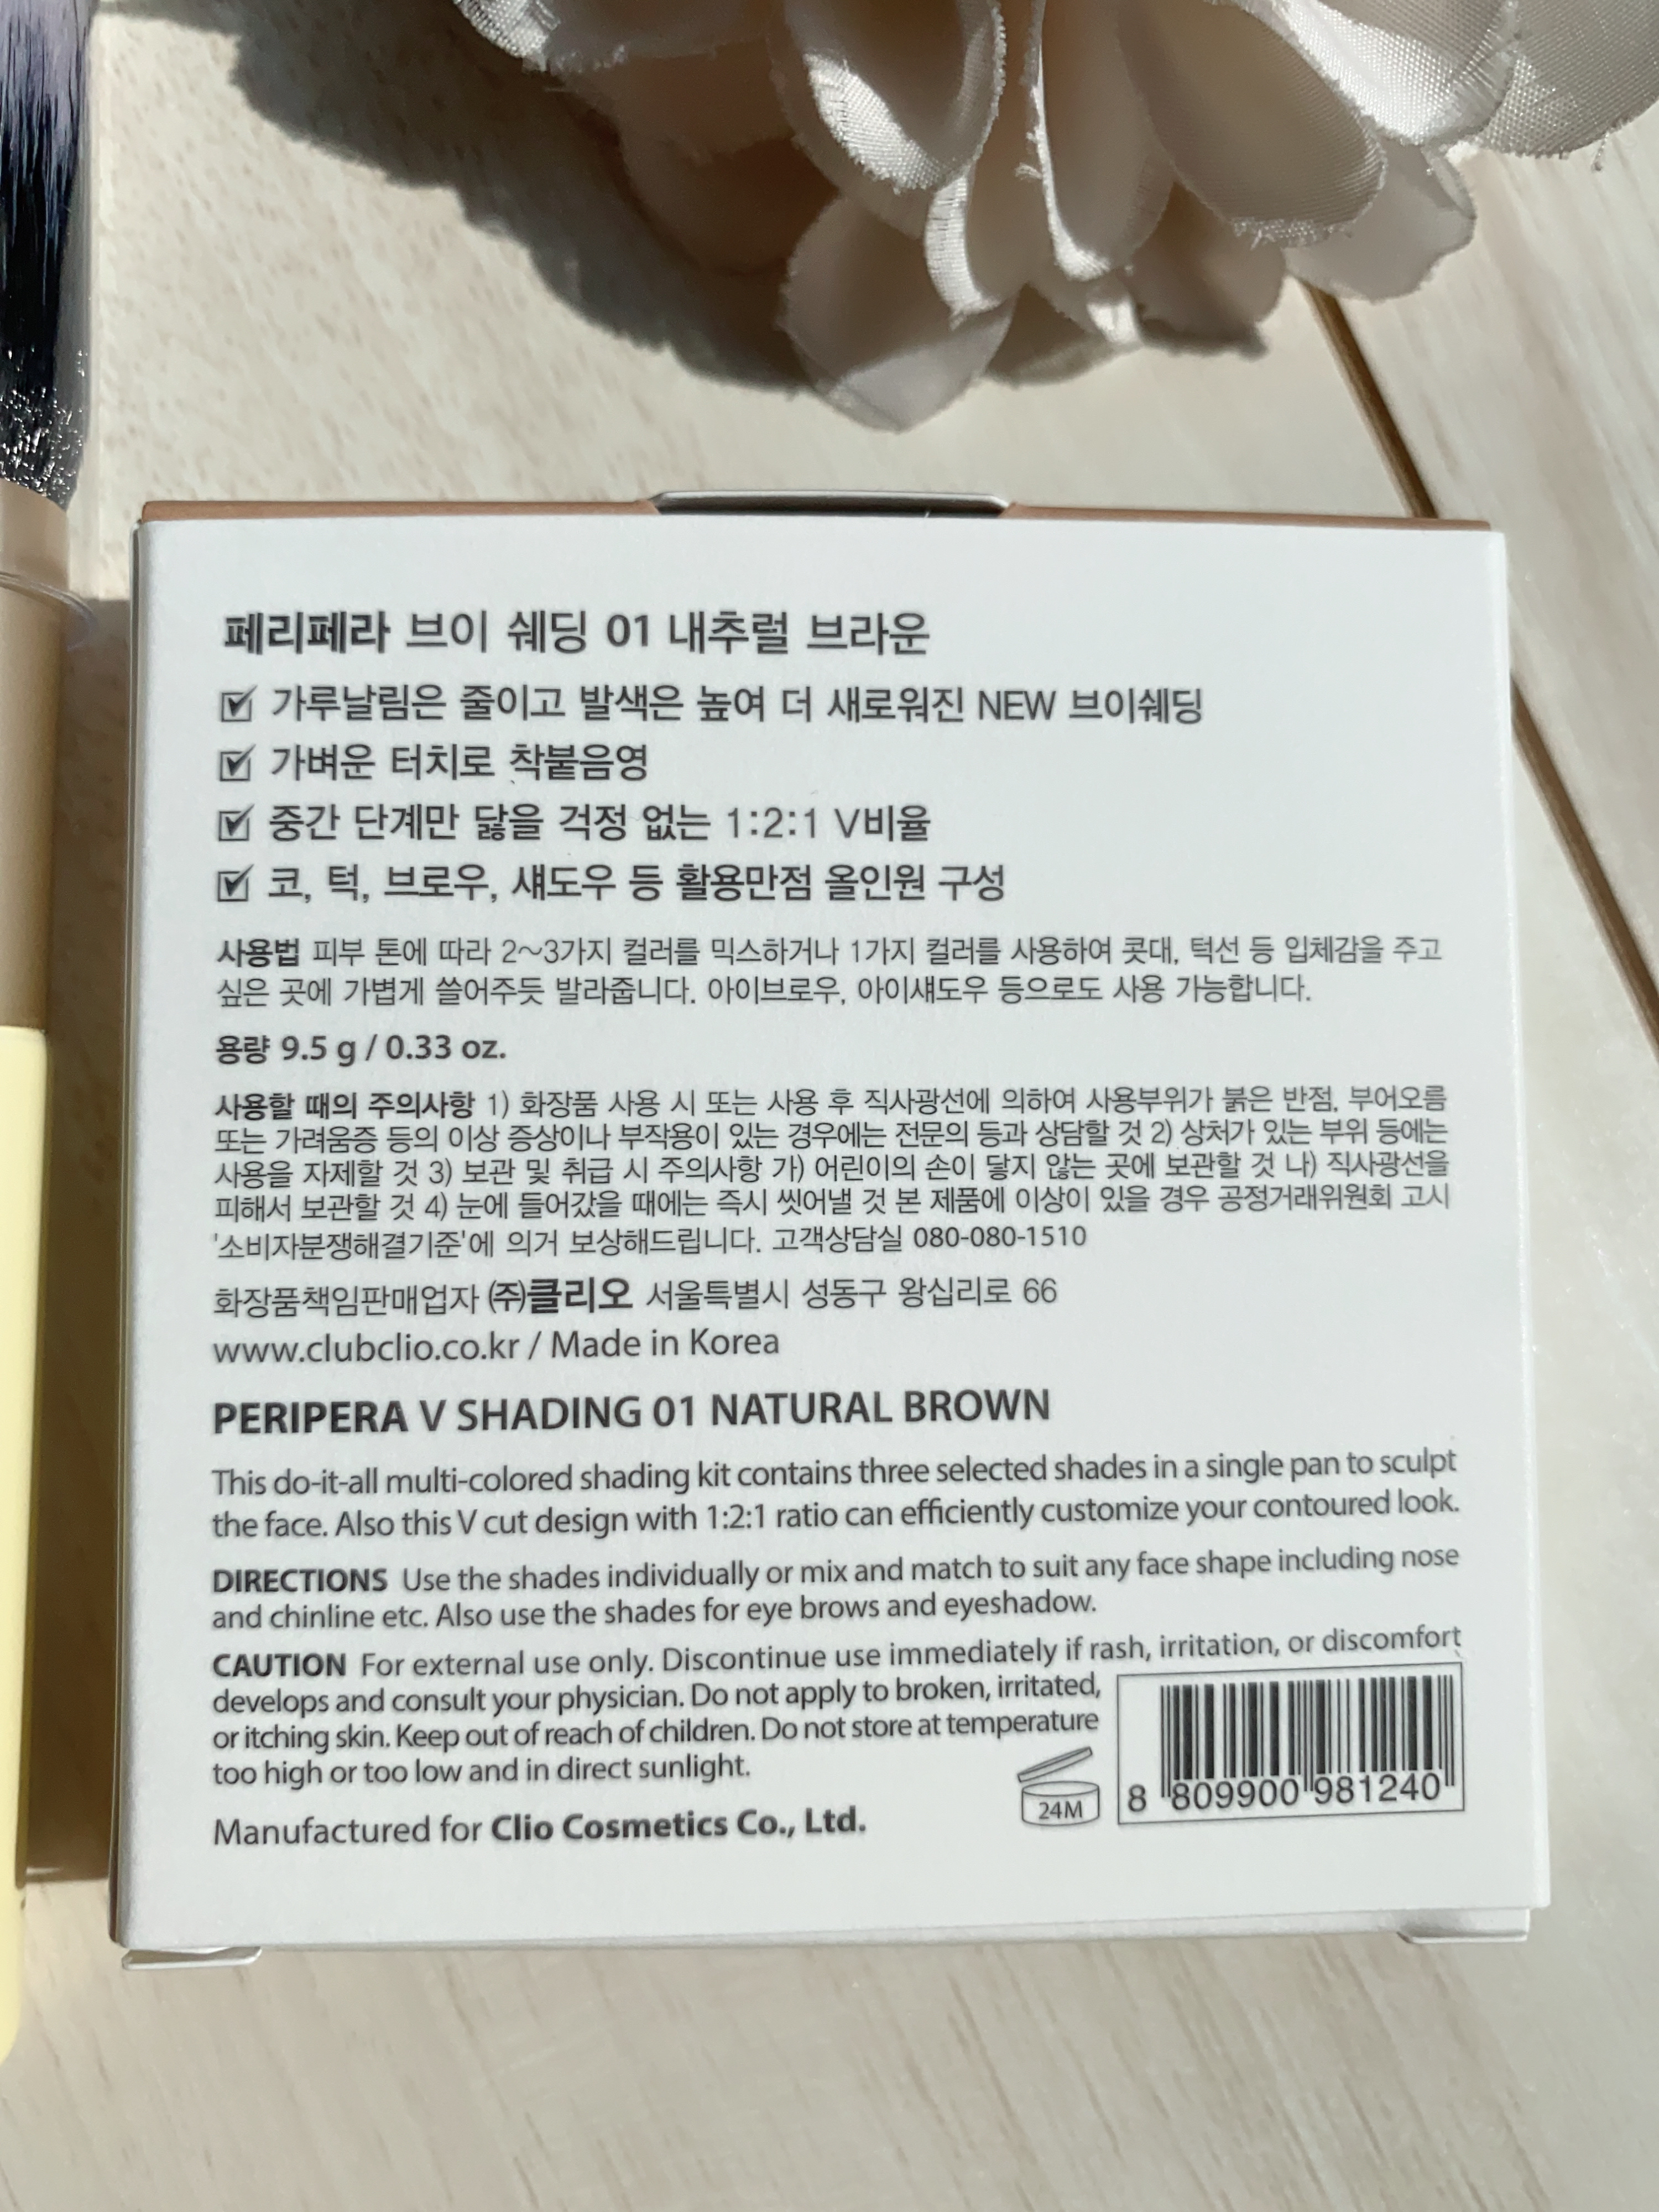 페리페라 브이 쉐딩 01 내추럴 브라운
가루날림은 줄이고 발색은 높여 더 새로워진 NEW 브이쉐딩
가벼운 터치로 착붙음영
중간 단계만 닳을 걱정 없는 1:2:1 V비율
코, 턱, 브로우, 섀도우 등 활용만점 올인원 구성
사용법 피부 톤에 따라 2~3가지 컬러를 믹스하거나 1가지 컬러를 사용하여 콧대, 턱선 등 입체감을 주고
싶은 곳에 가볍게 쓸어주듯 발라줍니다. 아이브로우, 아이섀도우 등으로도 사용 가능합니다.
용량 9.5 g / 0.33 oz.
사용할 때의 주의사항 1) 화장품 사용 시 또는 사용 후 직사광선에 의하여 사용부위가 붉은 반점, 부어오름
또는 가려움증 등의 이상 증상이나 부작용이 있는 경우에는 전문의 등과 상담할 것 2) 상처가 있는 부위 등에는
사용을 자제할 것 3) 보관 및 취급 시 주의사항 가) 어린이의 손이 닿지 않는 곳에 보관할 것 나) 직사광선을
피해서 보관할 것 4) 눈에 들어갔을 때에는 즉시 씻어낼 것 본 제품에 이상이 있을 경우 공정거래위원회 고시
'소비자분쟁해결기준'에 의거 보상해드립니다. 고객상담실 080-080-1510
화장품책임판매업자 ㈜클리오 서울특별시 성동구 왕십리로 66
www.clubclio.co.kr / Made in Korea
PERIPERA V SHADING 01 NATURAL BROWN
This do-it-all multi-colored shading kit contains three selected shades in a single pan to sculpt
the face. Also this V cut design with 1:2:1 ratio can efficiently customize your contoured look.
DIRECTIONS Use the shades individually or mix and match to suit any face shape including nose
and chinline etc. Also use the shades for eye brows and eyeshadow.
CAUTION For external use only. Discontinue use immediately if rash, irritation, or discomfort
develops and consult your physician. Do not apply to broken, irritated,
or itching skin. Keep out of reach of children. Do not store at temperature
too high or too low and in direct sunlight.
Manufactured for Clio Cosmetics Co., Ltd.
24M
8 809900 981240